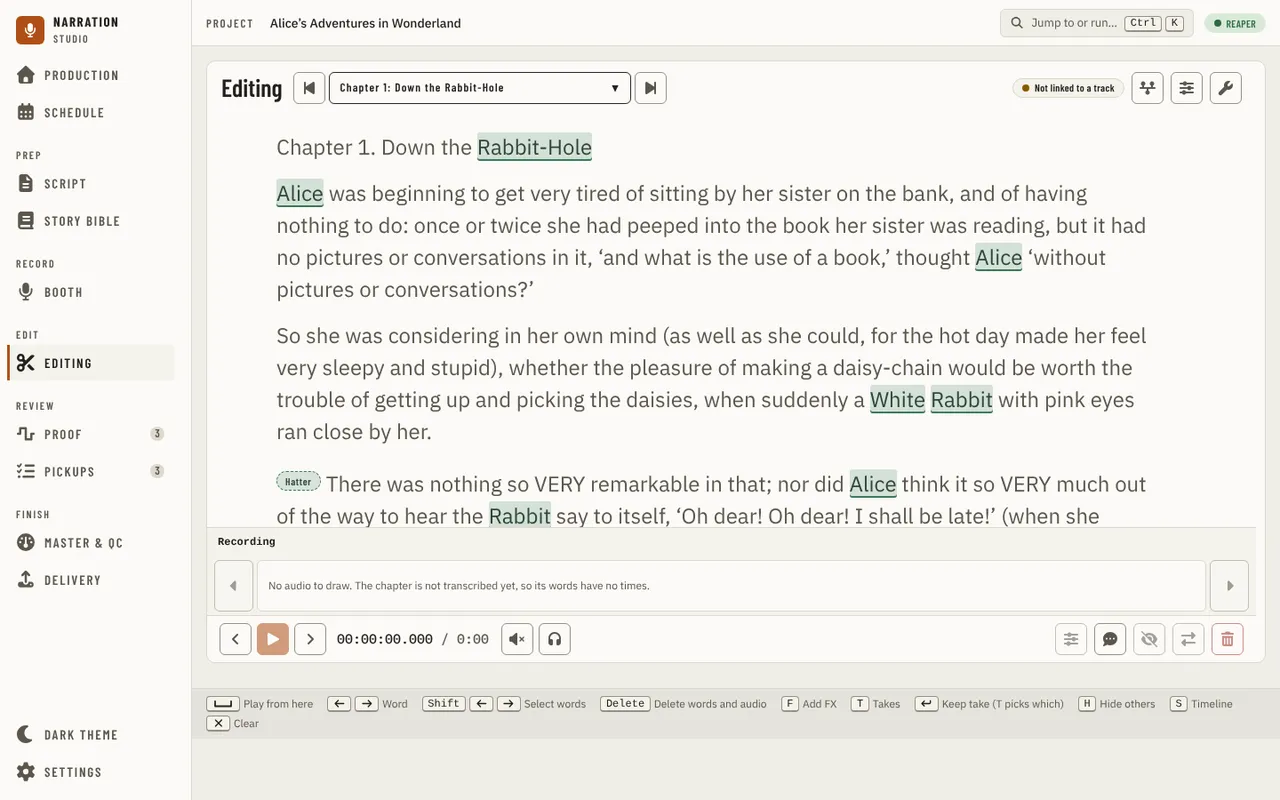 NARRATION
STUDIO
PRODUCTION
SCHEDULE
PREP
SCRIPT
STORY BIBLE
RECORD
BOOTH
EDIT
EDITING
REVIEW
PROOF 3
PICKUPS 3
FINISH
MASTER & QC
DELIVERY
DARK THEME
SETTINGS
PROJECT Alice’s Adventures in Wonderland
Jump to or run... Ctrl K
REAPER
Editing
Chapter 1: Down the Rabbit-Hole
Not linked to a track
Chapter 1. Down the Rabbit-Hole
Alice was beginning to get very tired of sitting by her sister on the bank, and of having
nothing to do: once or twice she had peeped into the book her sister was reading, but it had
no pictures or conversations in it, ‘and what is the use of a book,’ thought Alice ‘without
pictures or conversations?’
So she was considering in her own mind (as well as she could, for the hot day made her feel
very sleepy and stupid), whether the pleasure of making a daisy-chain would be worth the
trouble of getting up and picking the daisies, when suddenly a White Rabbit with pink eyes
ran close by her.
Hatter There was nothing so VERY remarkable in that; nor did Alice think it so VERY much out
of the way to hear the Rabbit say to itself, ‘Oh dear! Oh dear! I shall be late!’ (when she
Recording
No audio to draw. The chapter is not transcribed yet, so its words have no times.
00:00:00.000 / 0:00
Play from here ← → Word Shift ← → Select words Delete Delete words and audio F Add FX T Takes ↵ Keep take (T picks which) H Hide others S Timeline
✕ Clear